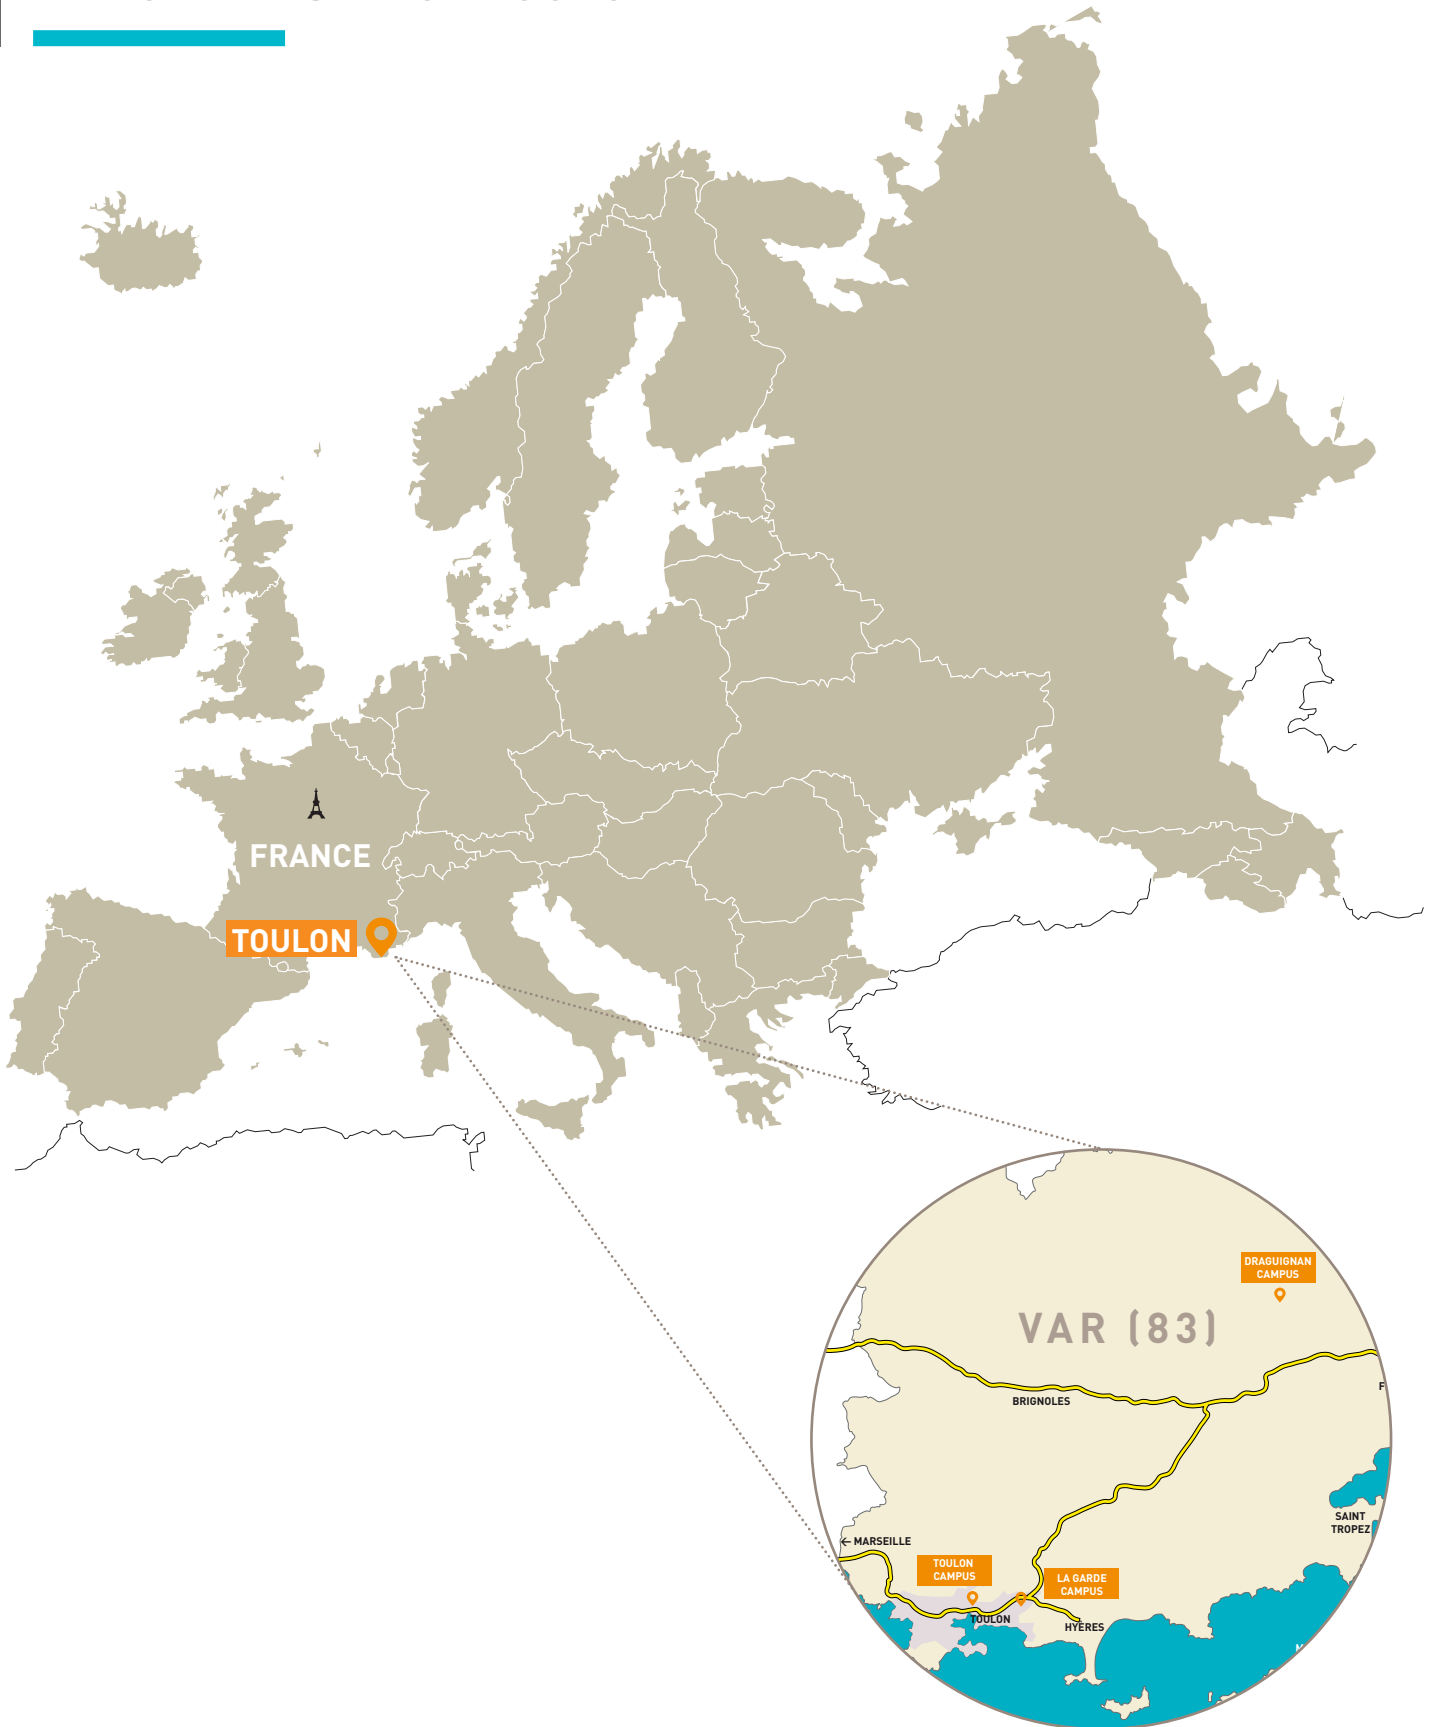 FRANCE
TOULON
DRAGUIGNAN
CAMPUS
VAR (83)
BRIGNOLES
F
SAINT
TROPEZ
← MARSEILLE
TOULON
CAMPUS
LA GARDE
CAMPUS
TOULON
HYÈRES
M